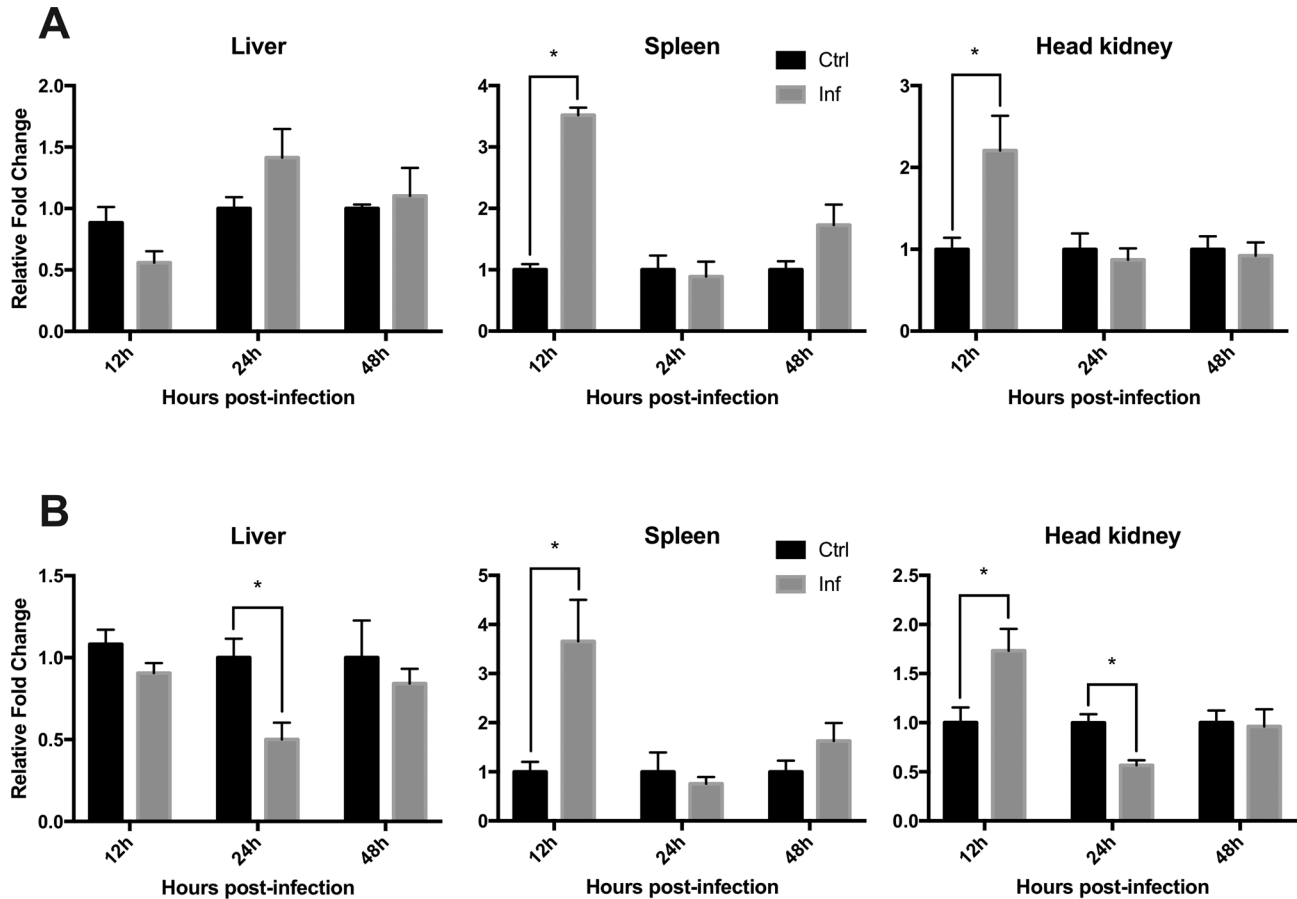 A
Liver
Spleen
Head kidney
Ctrl
Inf
Relative Fold Change
2.0
1.5
1.0
0.5
0.0
12h
24h
48h
Hours post-infection
*
4
3
2
1
0
12h
24h
48h
Hours post-infection
*
3
2
1
0
12h
24h
48h
Hours post-infection
B
Liver
Spleen
Head kidney
Ctrl
Inf
Relative Fold Change
*
1.5
1.0
0.5
0.0
12h
24h
48h
Hours post-infection
*
5
4
3
2
1
0
12h
24h
48h
Hours post-infection
*
*
2.5
2.0
1.5
1.0
0.5
0.0
12h
24h
48h
Hours post-infection